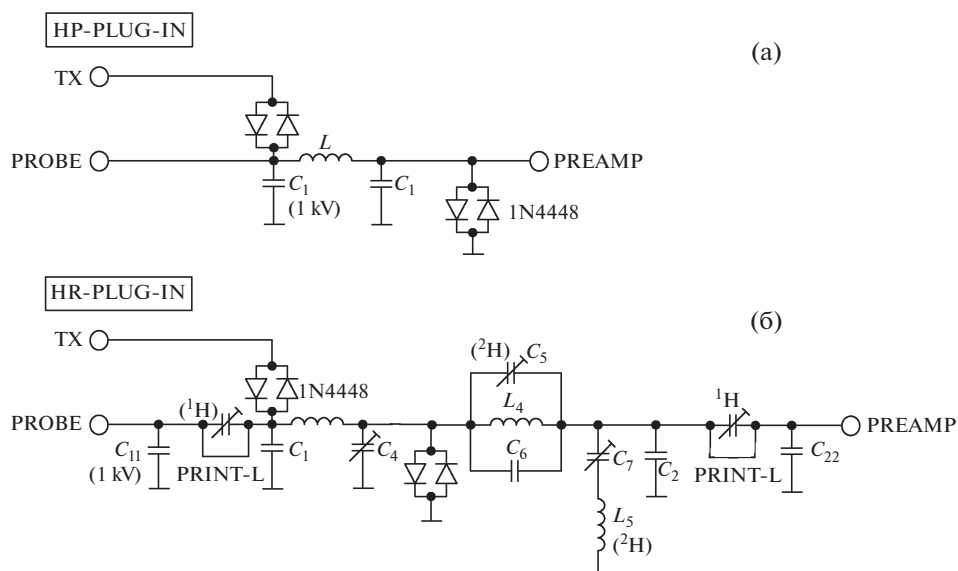 HP-PLUG-IN
(а)
TX
L
PROBE
PREAMP
C1
(1 kV)
C1
1N4448
HR-PLUG-IN
(б)
TX
(²H)
C5
1N4448
(¹H)
L4
¹H
PROBE
PREAMP
C11
(1 kV)
PRINT-L
C1
C4
C6
C7
C2
PRINT-L
C22
L5
(²H)